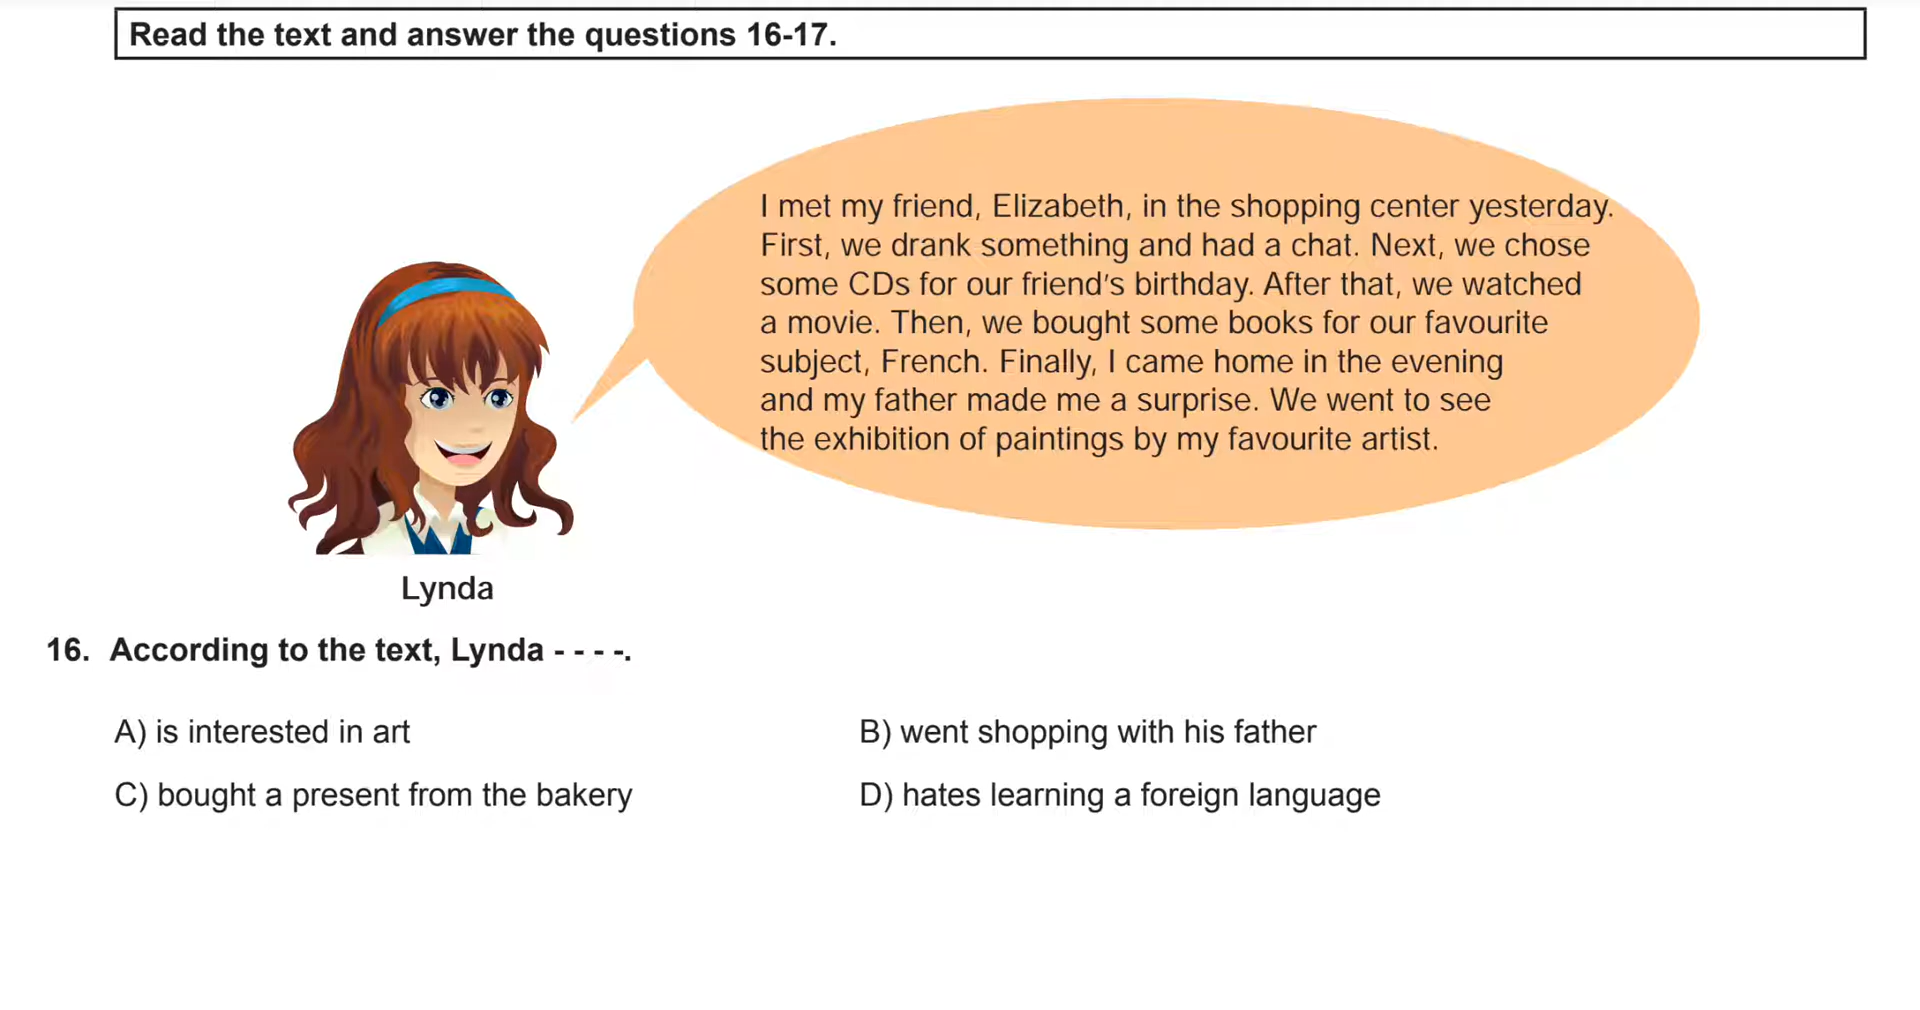 Read the text and answer the questions 16-17.
I met my friend, Elizabeth, in the shopping center yesterday.
First, we drank something and had a chat. Next, we chose
some CDs for our friend's birthday. After that, we watched
a movie. Then, we bought some books for our favourite
subject, French. Finally, I came home in the evening
and my father made me a surprise. We went to see
the exhibition of paintings by my favourite artist.
Lynda
16. According to the text, Lynda - - - -.
A) is interested in art
B) went shopping with his father
C) bought a present from the bakery
D) hates learning a foreign language